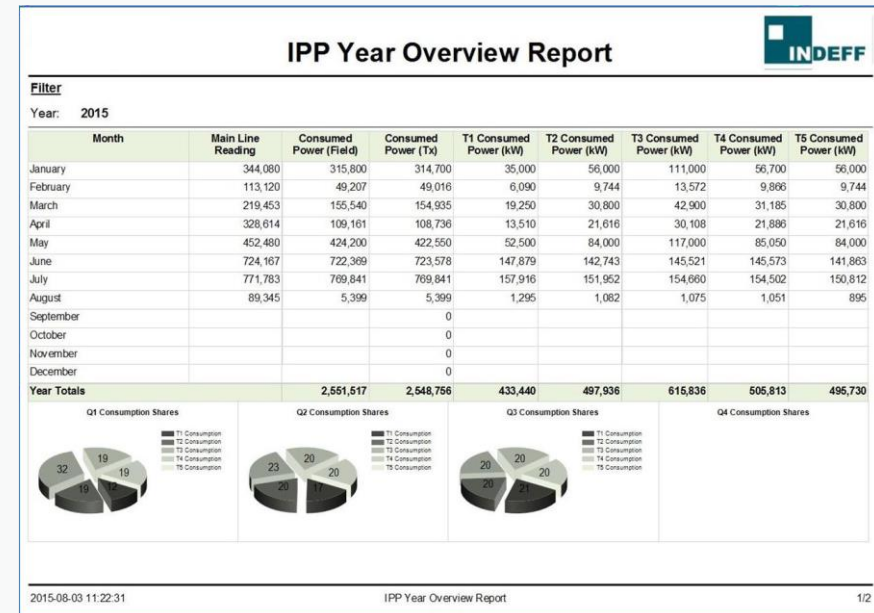 IPP Year Overview Report
INDEFF
Filter
Year: 2015
Month Main Line Reading Consumed Power (Field) Consumed Power (Tx) T1 Consumed Power (kW) T2 Consumed Power (kW) T3 Consumed Power (kW) T4 Consumed Power (kW) T5 Consumed Power (kW)
January 344,080 315,800 314,700 35,000 56,000 111,000 56,700 56,000
February 113,120 49,207 49,016 6,090 9,744 13,572 9,866 9,744
March 219,453 155,540 154,935 19,250 30,800 42,900 31,185 30,800
April 328,614 109,161 108,736 13,510 21,616 30,108 21,886 21,616
May 452,480 424,200 422,550 52,500 84,000 117,000 85,050 84,000
June 724,167 722,369 723,578 147,879 142,743 145,521 145,573 141,863
July 771,783 769,841 769,841 157,916 151,952 154,660 154,502 150,812
August 89,345 5,399 5,399 1,295 1,082 1,075 1,051 895
September 0
October 0
November 0
December 0
Year Totals 2,551,517 2,548,756 433,440 497,936 615,836 505,813 495,730
Q1 Consumption Shares Q2 Consumption Shares Q3 Consumption Shares Q4 Consumption Shares
T1 Consumption
T2 Consumption
T3 Consumption
T4 Consumption
T5 Consumption
32 19 19 19 12
T1 Consumption
T2 Consumption
T3 Consumption
T4 Consumption
T5 Consumption
23 20 20 20 17
T1 Consumption
T2 Consumption
T3 Consumption
T4 Consumption
T5 Consumption
20 20 20 20 21
2015-08-03 11:22:31 IPP Year Overview Report 1/2